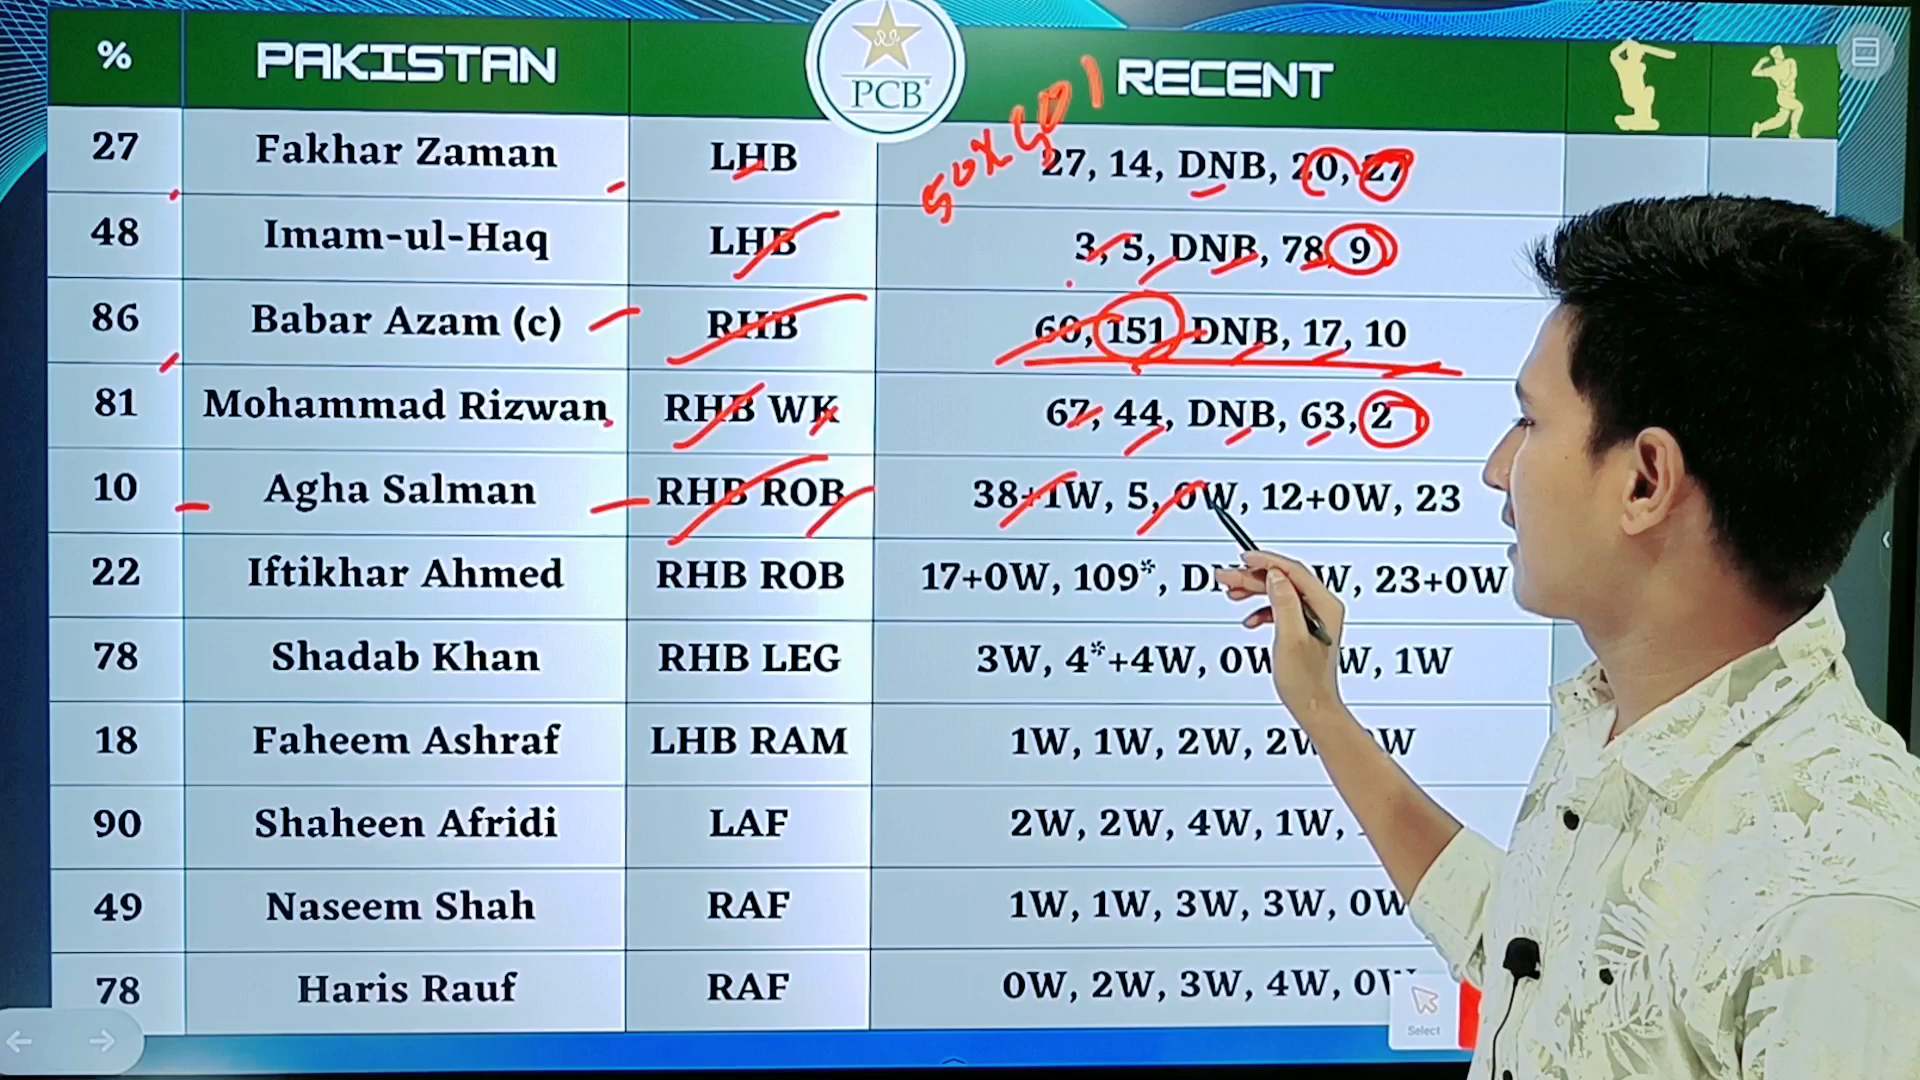 % PAKISTAN PCB RECENT
50x 501
27 Fakhar Zaman LHB 27, 14, DNB, 20, 27
48 Imam-ul-Haq LHB 3, 5, DNB, 78 9
86 Babar Azam (c) RHB 60, 151 DNB, 17, 10
81 Mohammad Rizwan RHB WK 67, 44, DNB, 63, 2
10 Agha Salman RHB ROB 38+1W, 5, 0W, 12+0W, 23
22 Iftikhar Ahmed RHB ROB 17+0W, 109*, 23+0W
78 Shadab Khan RHB LEG 3W, 4*+4W, 1W
18 Faheem Ashraf LHB RAM 1W, 1W, 2W,
90 Shaheen Afridi LAF 2W, 2W, 4W, 1W,
49 Naseem Shah RAF 1W, 1W, 3W, 3W, 0W
78 Haris Rauf RAF 0W, 2W, 3W, 4W,
Select